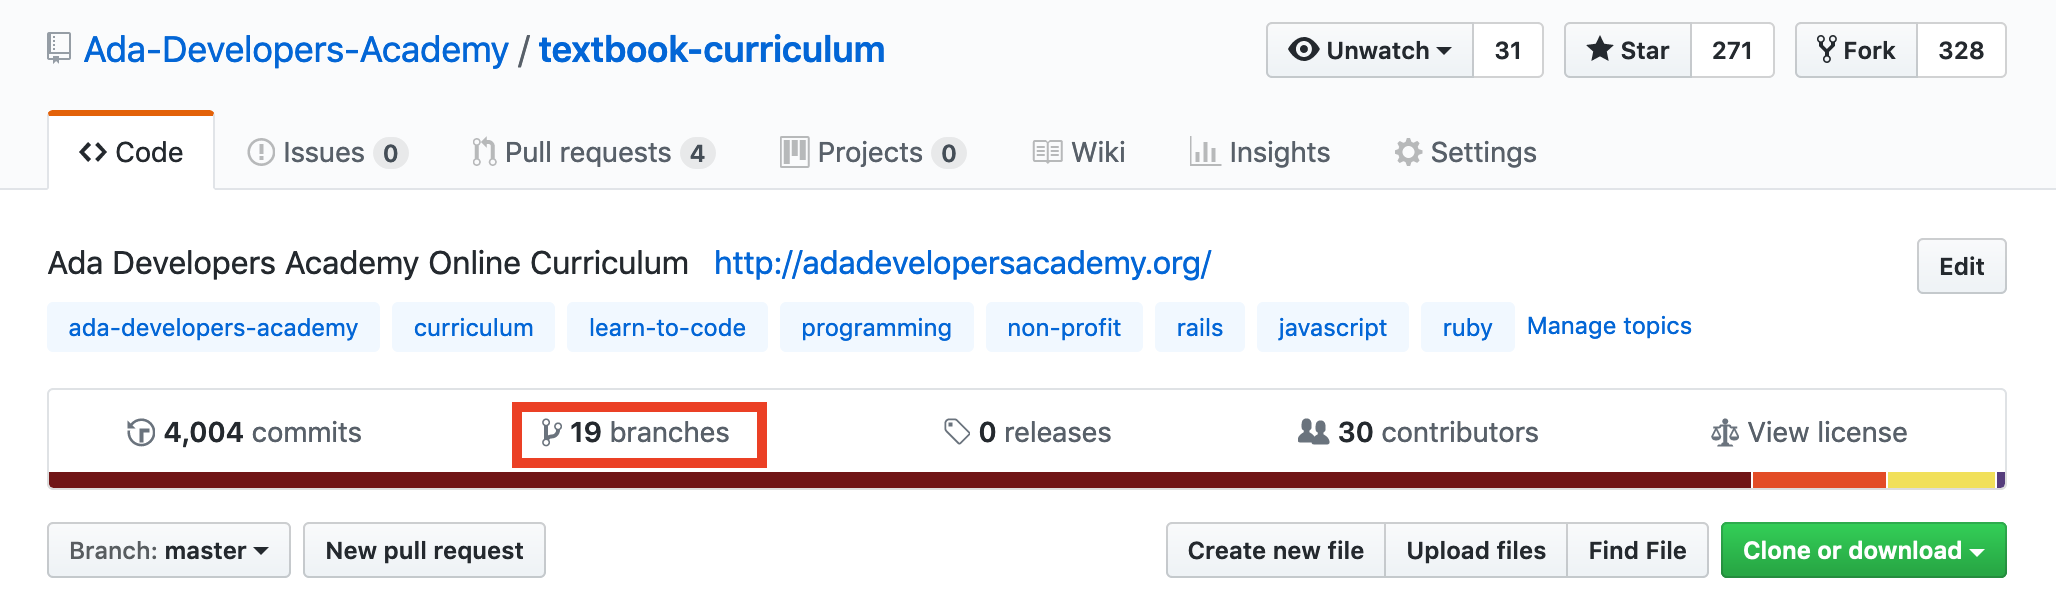 Ada-Developers-Academy / textbook-curriculum Unwatch 31 Star 271 Fork 328
Code Issues 0 Pull requests 4 Projects 0 Wiki Insights Settings
Ada Developers Academy Online Curriculum http://adadevelopersacademy.org/ Edit
ada-developers-academy curriculum learn-to-code programming non-profit rails javascript ruby Manage topics
4,004 commits 19 branches 0 releases 30 contributors View license
Branch: master New pull request Create new file Upload files Find File Clone or download